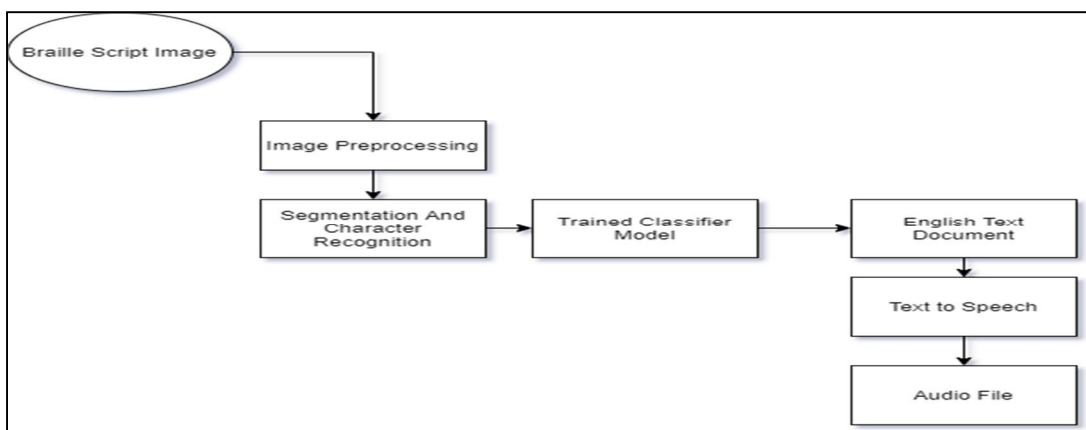 Braille Script Image
Image Preprocessing
Segmentation And
Character
Recognition
Trained Classifier
Model
English Text
Document
Text to Speech
Audio File